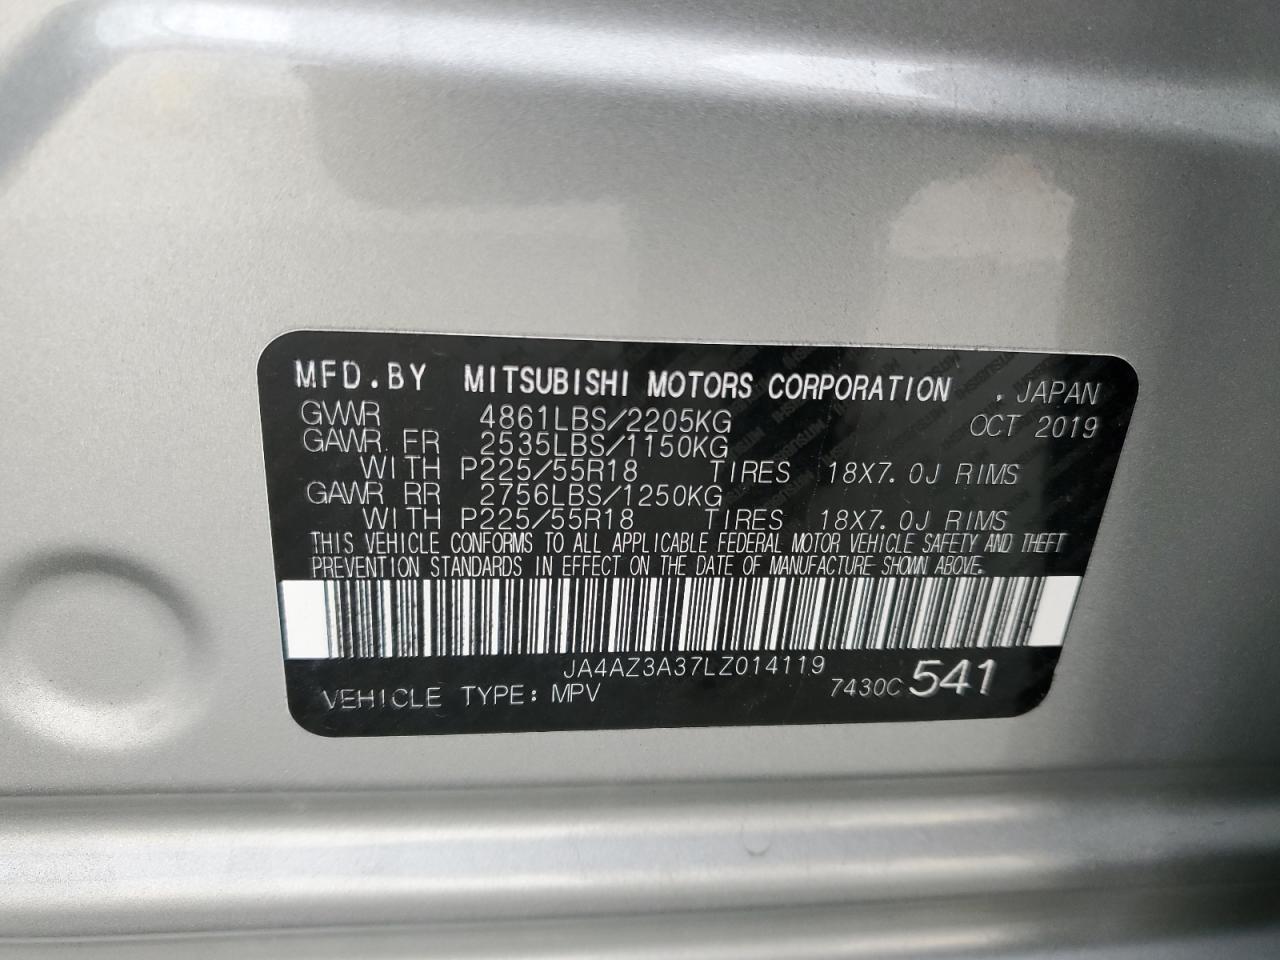 MFD.BY MITSUBISHI MOTORS CORPORATION , JAPAN
GVWR 4861LBS/2205KG OCT 2019
GAWR FR 2535LBS/1150KG
WITH P225/55R18 TIRES 18X7.0J RIMS
GAWR RR 2756LBS/1250KG
WITH P225/55R18 TIRES 18X7.0J RIMS
THIS VEHICLE CONFORMS TO ALL APPLICABLE FEDERAL MOTOR VEHICLE SAFETY AND THEFT
PREVENTION STANDARDS IN EFFECT ON THE DATE OF MANUFACTURE SHOWN ABOVE.
JA4AZ3A37LZ014119
VEHICLE TYPE: MPV 7430C 541